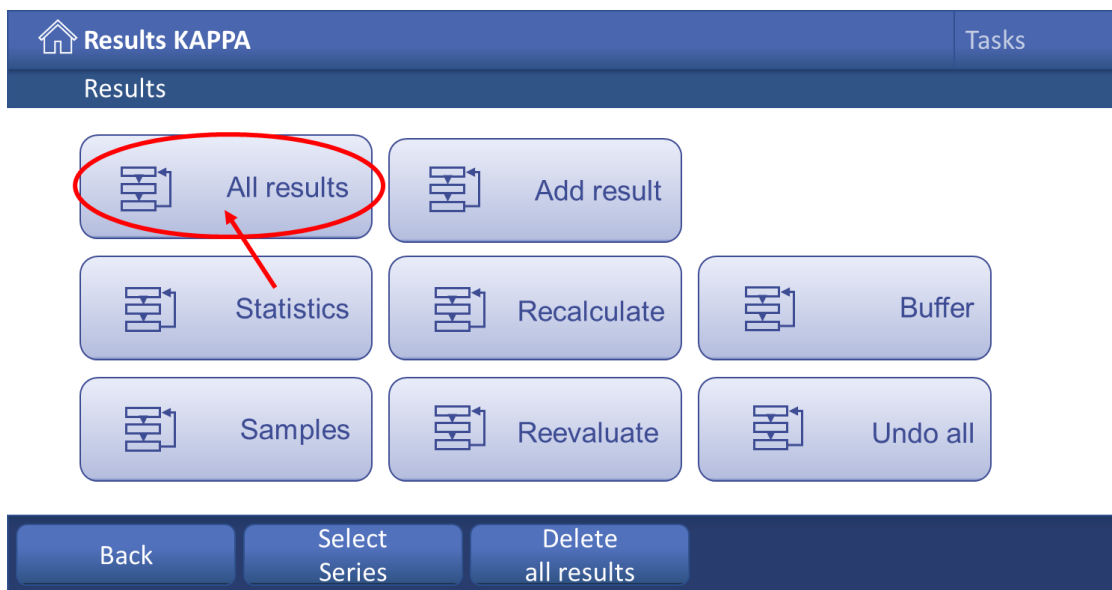 Results KAPPA
Tasks
Results
All results
Add result
Statistics
Recalculate
Buffer
Samples
Reevaluate
Undo all
Back
Select
Series
Delete
all results